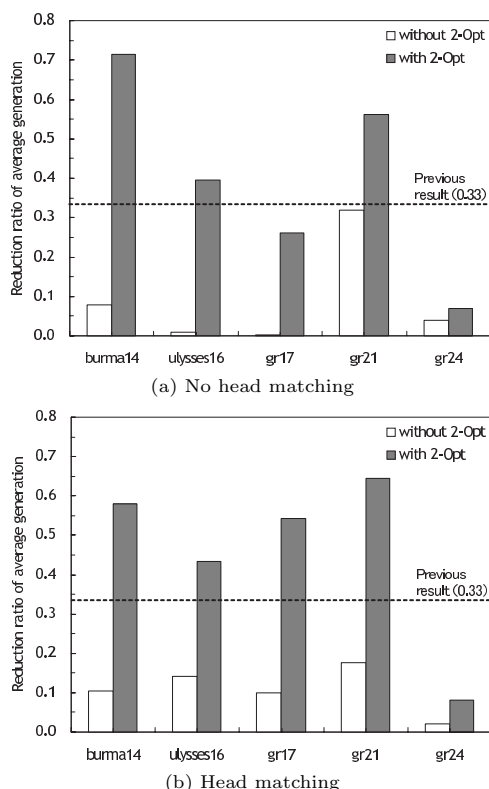 0.8
0.7
0.6
0.5
0.4
0.3
0.2
0.1
0.0
Reduction ratio of average generation
without 2-Opt
with 2-Opt
Previous
result (0.33)
burma14 ulysses16 gr17 gr21 gr24
(a) No head matching
0.8
0.7
0.6
0.5
0.4
0.3
0.2
0.1
0.0
Reduction ratio of average generation
without 2-Opt
with 2-Opt
Previous
result (0.33)
burma14 ulysses16 gr17 gr21 gr24
(b) Head matching